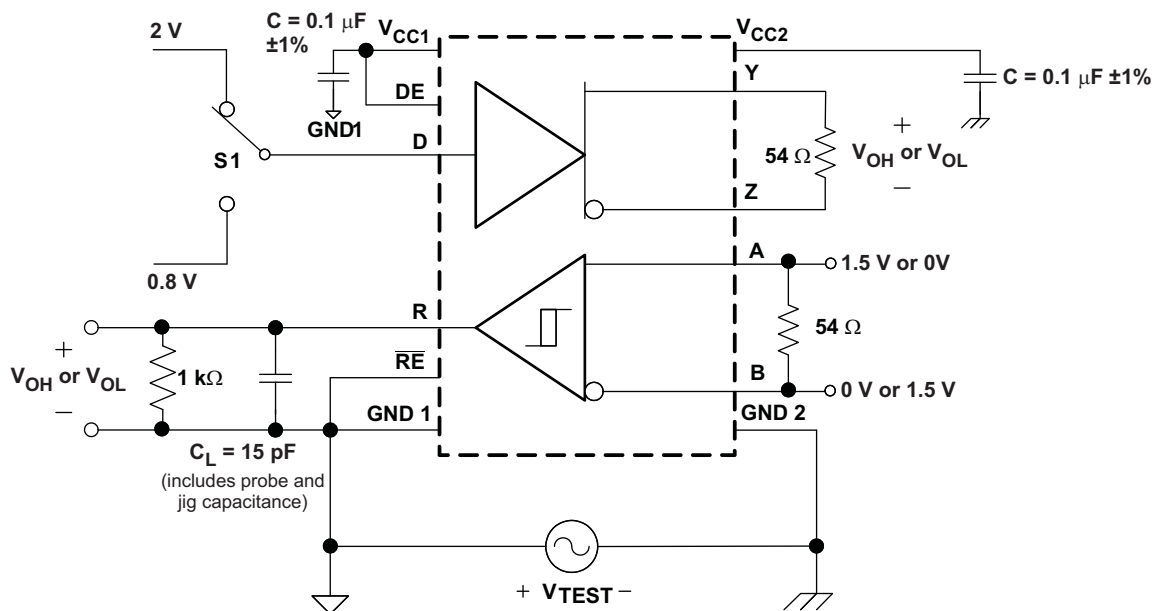 2 V
C = 0.1 μF
±1%
VCC1
VCC2
C = 0.1 μF ±1%
DE
GND1
Y
S1
D
54 Ω
+
VOH or VOL
−
Z
0.8 V
A
1.5 V or 0V
R
54 Ω
+
VOH or VOL
−
1 kΩ
R̅E̅
B
0 V or 1.5 V
GND 1
GND 2
CL = 15 pF
(includes probe and
jig capacitance)
+ VTEST −